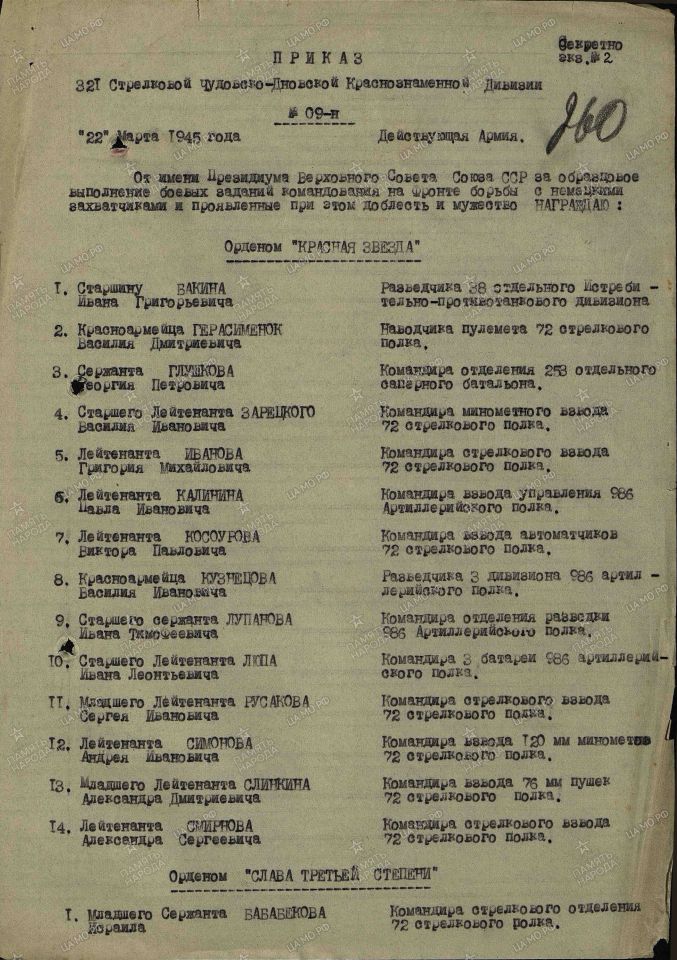 Секретно
экз.№ 2
ПРИКАЗ
321 Стрелковой Чудовско-Дновской Краснознаменной Дивизии
№ 09-н
"22" Марта 1945 года Действующая Армия.
260
От имени Президиума Верховного Совета Союза ССР за образцовое
выполнение боевых заданий командования на фронте борьбы с немецкими
захватчиками и проявленные при этом доблесть и мужество НАГРАЖДАЮ :
Орденом "КРАСНАЯ ЗВЕЗДА"
1. Старшину ВАКИНА Разведчика 38 отдельного Истреби -
Ивана Григорьевича тельно-противотанкового дивизиона
2. Красноармейца ГЕРАСИМЕНОК Наводчика пулемета 72 стрелкового
Василия Дмитриевича полка.
3. Сержанта ГЛУШКОВА Командира отделения 253 отдельного
Георгия Петровича саперного батальона.
4. Старшего Лейтенанта ЗАРЕЦКОГО Командира минометного взвода
Василия Ивановича 72 стрелкового полка.
5. Лейтенанта ИВАНОВА Командира стрелкового взвода
Григория Михайловича 72 стрелкового полка.
6. Лейтенанта КАЛИНИНА Командира взвода управления 986
Павла Ивановича Артиллерийского полка.
7. Лейтенанта КОСОУРОВА Командира взвода автоматчиков
Виктора Павловича 72 стрелкового полка.
8. Красноармейца КУЗНЕЦОВА Разведчика 3 дивизиона 986 артил -
Василия Ивановича лерийского полка.
9. Старшего сержанта ЛУПАНОВА Командира отделения разведки
Ивана Тимофеевича 986 Артиллерийского полка.
10. Старшего Лейтенанта ЛЮПА Командира 3 батареи 986 артиллерий-
Ивана Леонтьевича ского полка.
11. Младшего Лейтенанта РУСАКОВА Командира стрелкового взвода
Сергея Ивановича 72 стрелкового полка.
12. Лейтенанта СИМОНОВА Командира взвода 120 мм минометов
Андрея Ивановича 72 стрелкового полка.
13. Младшего Лейтенанта СЛИНКИНА Командира взвода 76 мм пушек
Александра Дмитриевича 72 стрелкового полка.
14. Лейтенанта СМИРНОВА Командира стрелкового взвода
Александра Сергеевича 72 стрелкового полка.
Орденом "СЛАВА ТРЕТЬЕЙ СТЕПЕНИ"
1. Младшего Сержанта БАБАБЕКОВА Командира стрелкового отделения
Исраила 72 стрелкового полка.
ПАМЯТЬ НАРОДА
ЦАМО.РФ